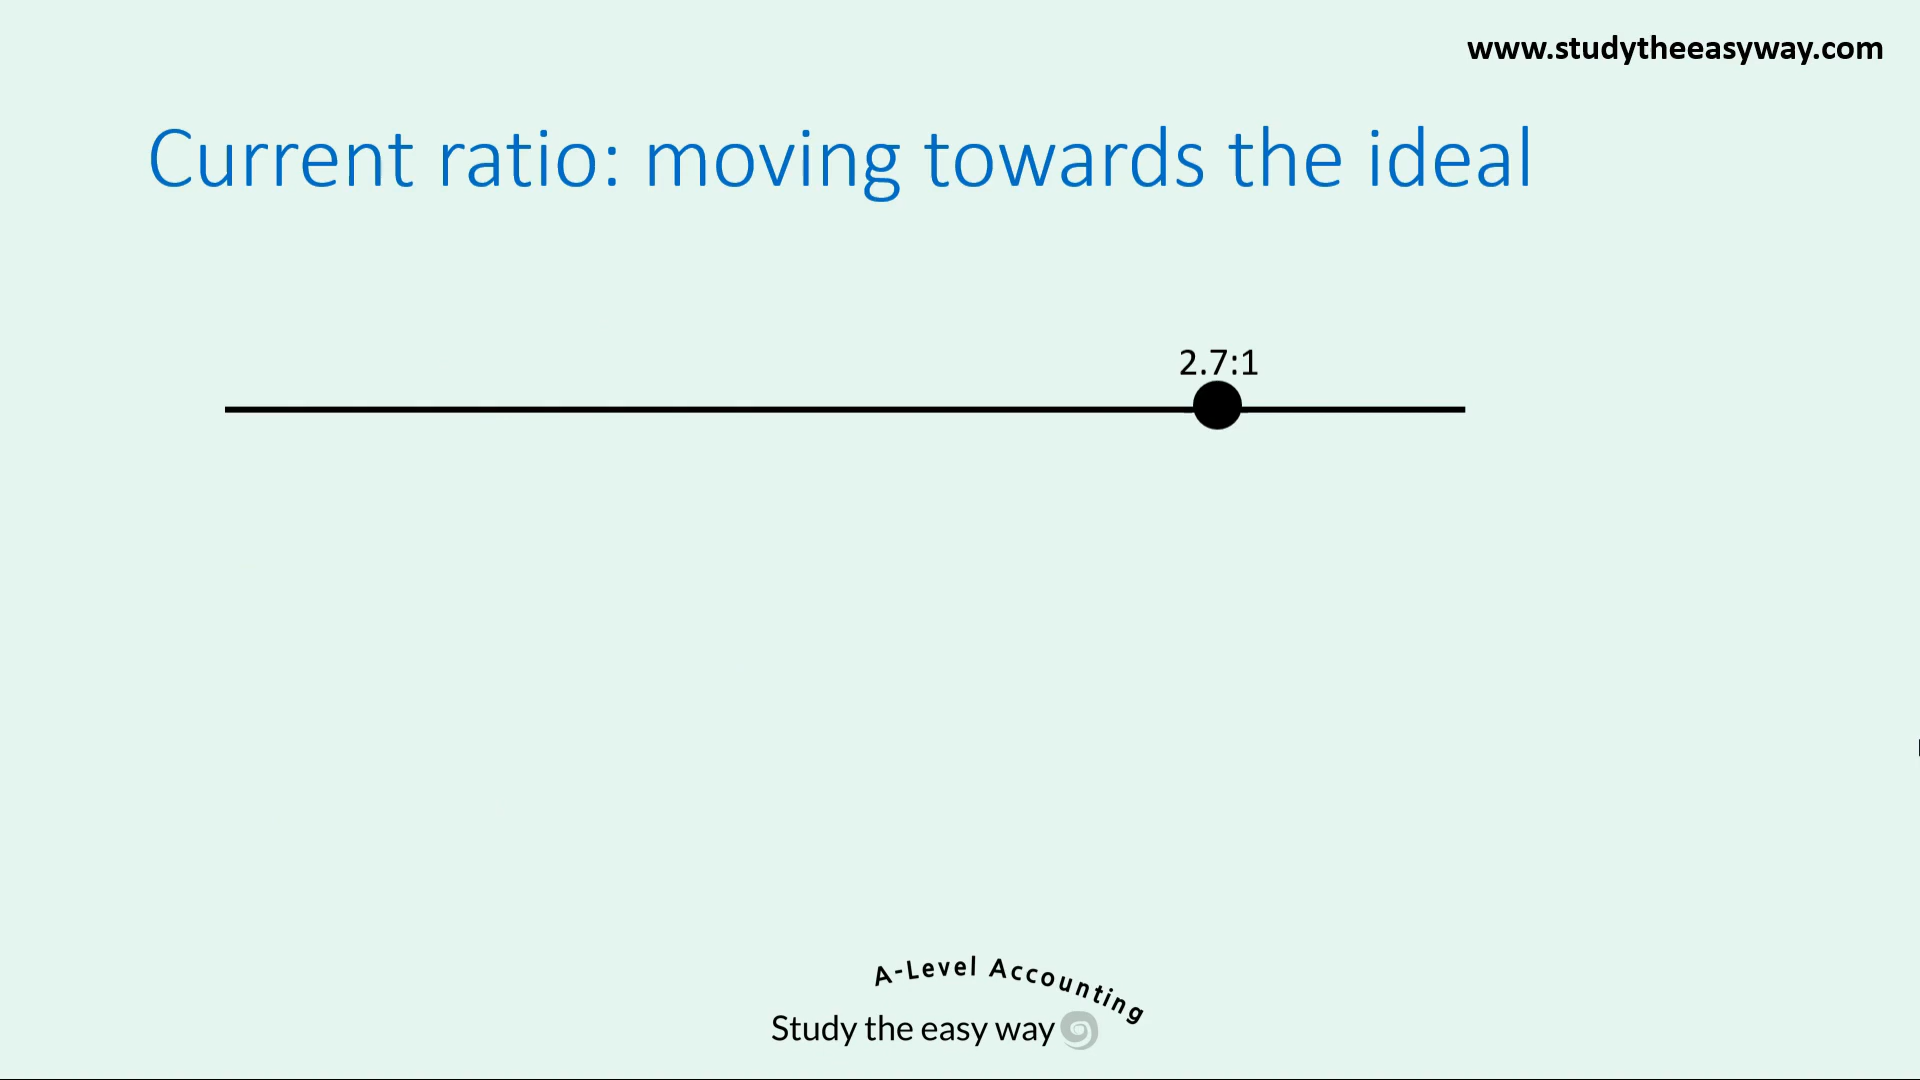 www.studytheeasyway.com
Current ratio: moving towards the ideal
2.7:1
A-Level Accounting
Study the easy way